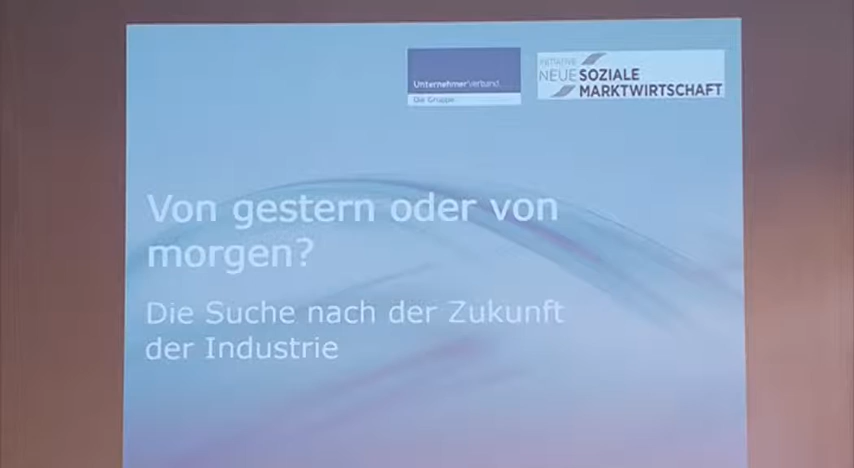 Unternehmerverband
Die Gruppe
INITIATIVE
NEUE SOZIALE
MARKTWIRTSCHAFT
Von gestern oder von
morgen?
Die Suche nach der Zukunft
der Industrie